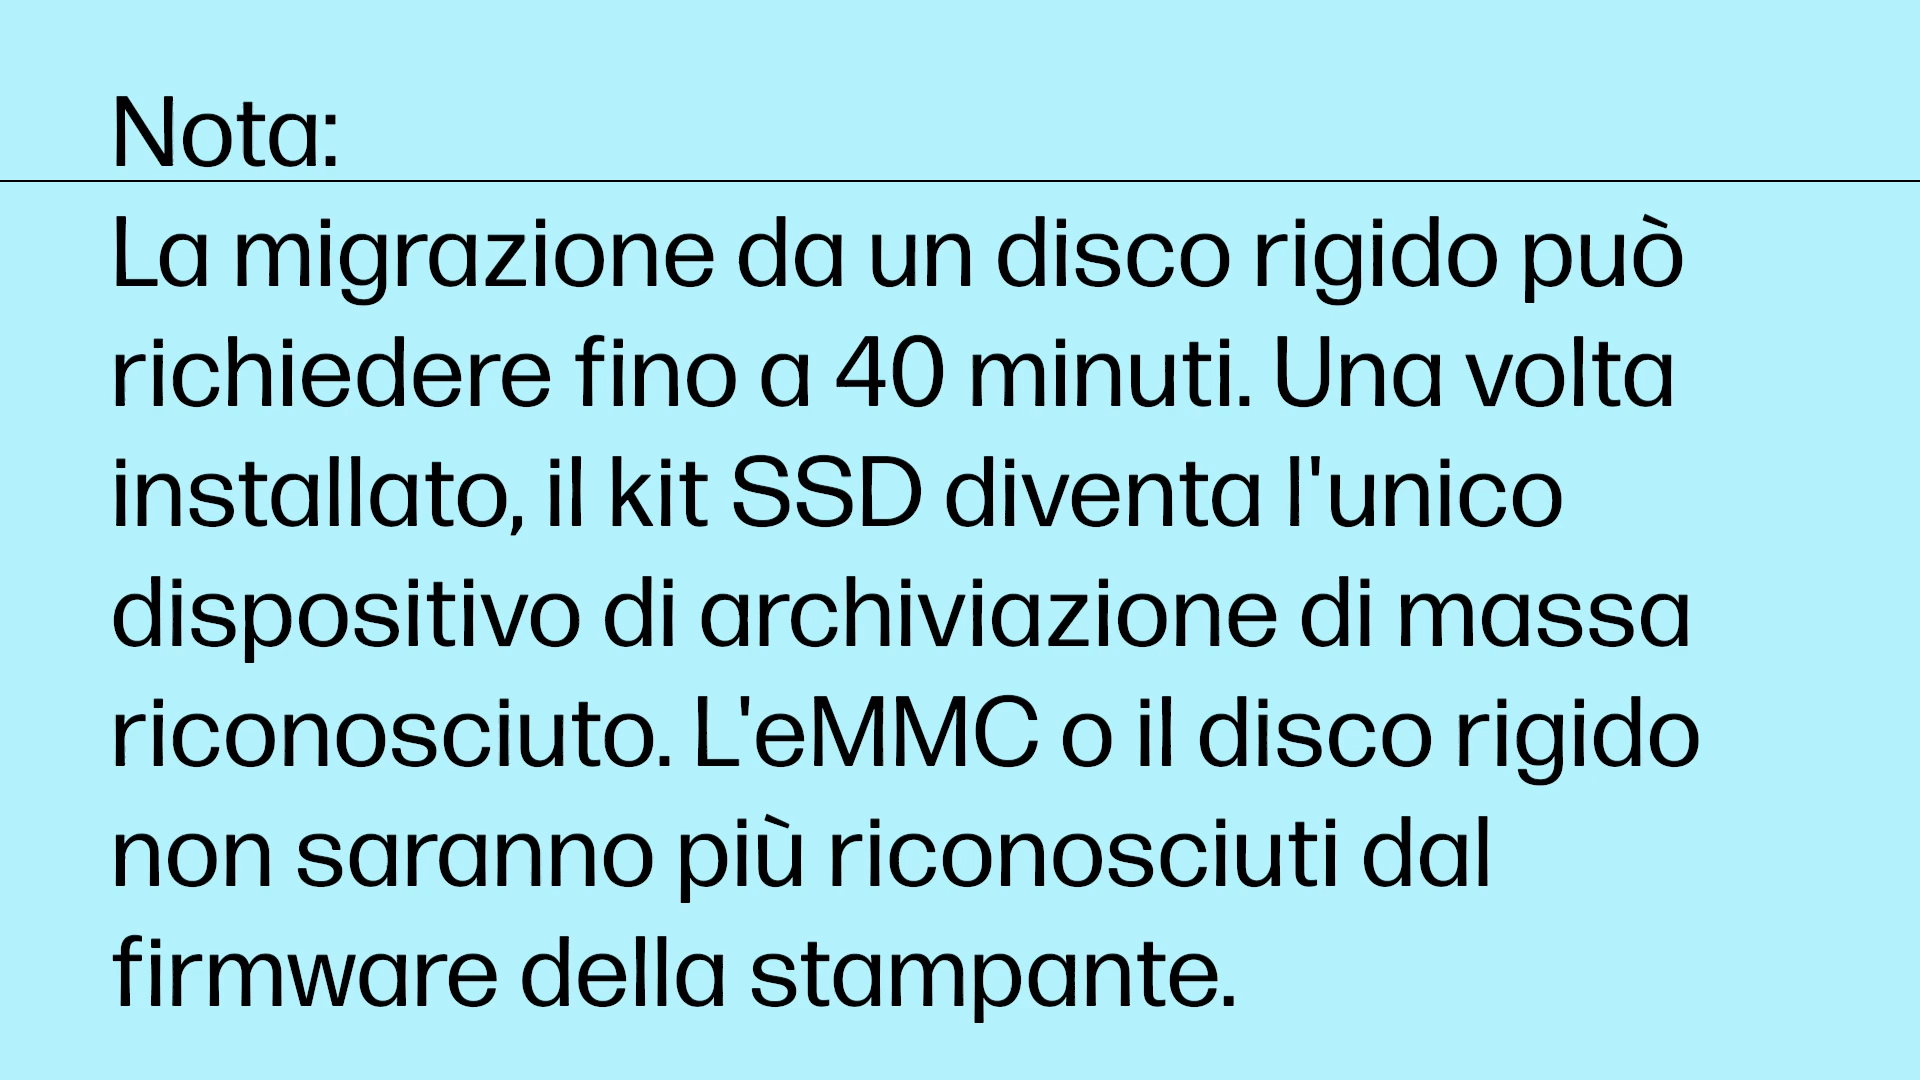 Nota:
La migrazione da un disco rigido può
richiedere fino a 40 minuti. Una volta
installato, il kit SSD diventa l'unico
dispositivo di archiviazione di massa
riconosciuto. L'eMMC o il disco rigido
non saranno più riconosciuti dal
firmware della stampante.